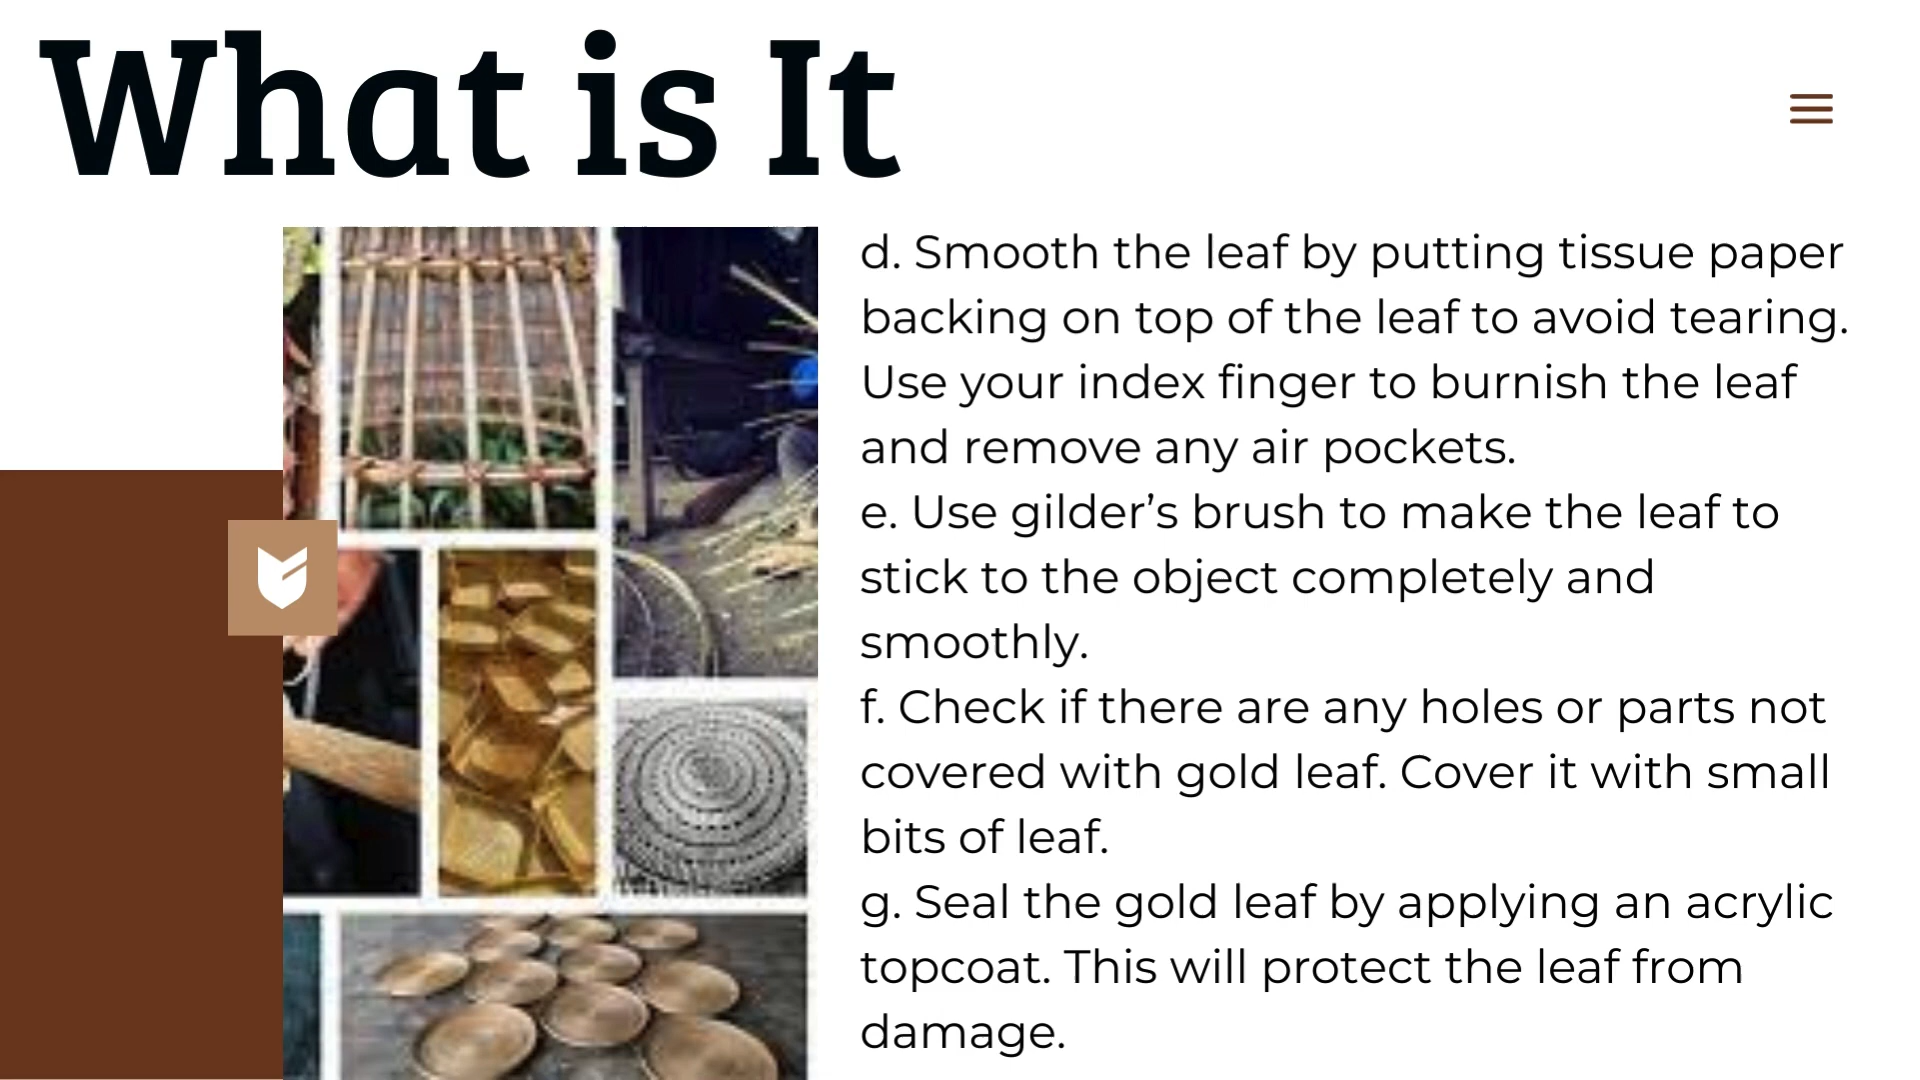 What is It
d. Smooth the leaf by putting tissue paper
backing on top of the leaf to avoid tearing.
Use your index finger to burnish the leaf
and remove any air pockets.
e. Use gilder’s brush to make the leaf to
stick to the object completely and
smoothly.
f. Check if there are any holes or parts not
covered with gold leaf. Cover it with small
bits of leaf.
g. Seal the gold leaf by applying an acrylic
topcoat. This will protect the leaf from
damage.